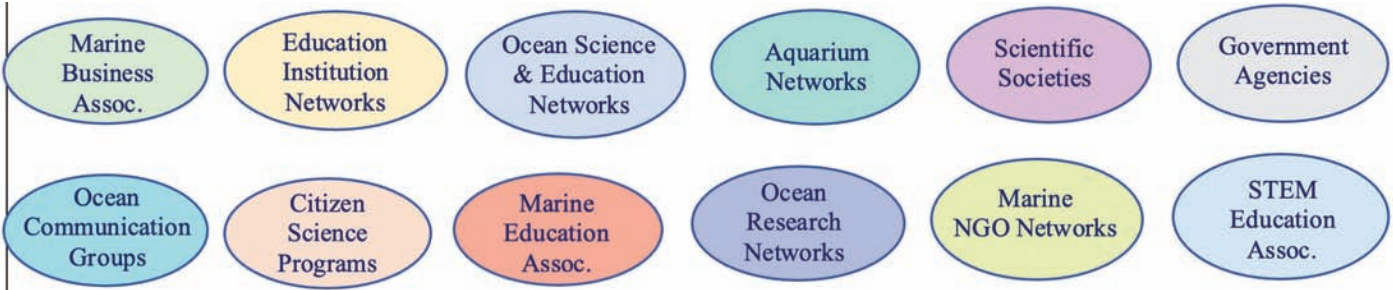 Marine
Business
Assoc.
Education
Institution
Networks
Ocean Science
& Education
Networks
Aquarium
Networks
Scientific
Societies
Government
Agencies
Ocean
Communication
Groups
Citizen
Science
Programs
Marine
Education
Assoc.
Ocean
Research
Networks
Marine
NGO Networks
STEM
Education
Assoc.